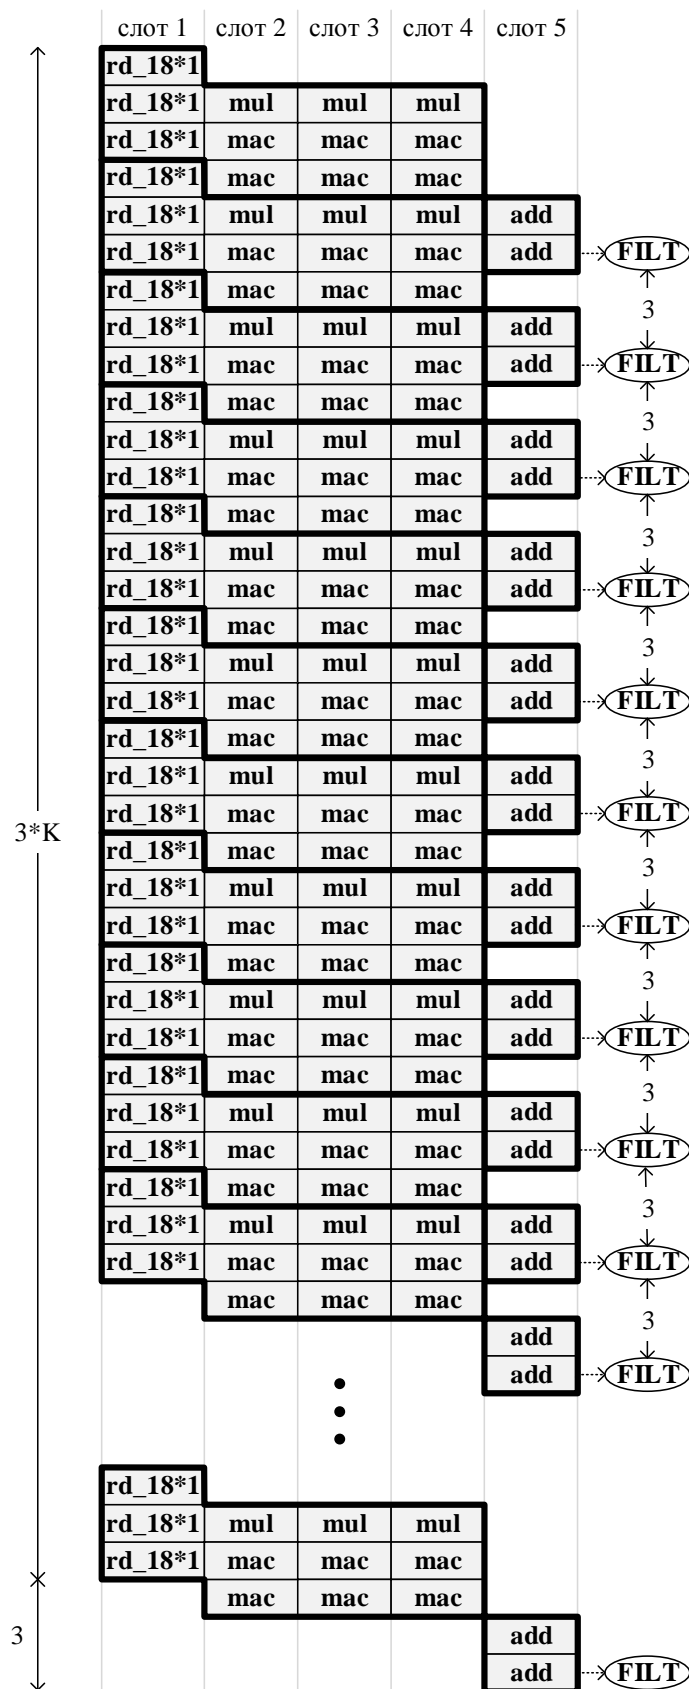 слот 1 слот 2 слот 3 слот 4 слот 5
rd_18*1
rd_18*1 mul mul mul
rd_18*1 mac mac mac
rd_18*1 mac mac mac
rd_18*1 mul mul mul add
rd_18*1 mac mac mac add FILT
rd_18*1 mac mac mac
3
rd_18*1 mul mul mul add
rd_18*1 mac mac mac add FILT
rd_18*1 mac mac mac
3
rd_18*1 mul mul mul add
rd_18*1 mac mac mac add FILT
rd_18*1 mac mac mac
3
rd_18*1 mul mul mul add
rd_18*1 mac mac mac add FILT
rd_18*1 mac mac mac
3
rd_18*1 mul mul mul add
rd_18*1 mac mac mac add FILT
rd_18*1 mac mac mac
3
rd_18*1 mul mul mul add
rd_18*1 mac mac mac add FILT
3*K
rd_18*1 mac mac mac
3
rd_18*1 mul mul mul add
rd_18*1 mac mac mac add FILT
rd_18*1 mac mac mac
3
rd_18*1 mul mul mul add
rd_18*1 mac mac mac add FILT
rd_18*1 mac mac mac
3
rd_18*1 mul mul mul add
rd_18*1 mac mac mac add FILT
rd_18*1 mac mac mac
3
rd_18*1 mul mul mul add
rd_18*1 mac mac mac add FILT
mac mac mac
3
add
add FILT
rd_18*1
rd_18*1 mul mul mul
rd_18*1 mac mac mac
mac mac mac
3 add
add FILT